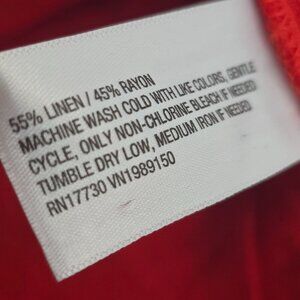 55% LINEN / 45% RAYON
MACHINE WASH COLD WITH LIKE COLORS, GENTLE
CYCLE, ONLY NON-CHLORINE BLEACH IF NEEDED
TUMBLE DRY LOW, MEDIUM IRON IF NEEDED
RN17730 VN1989150